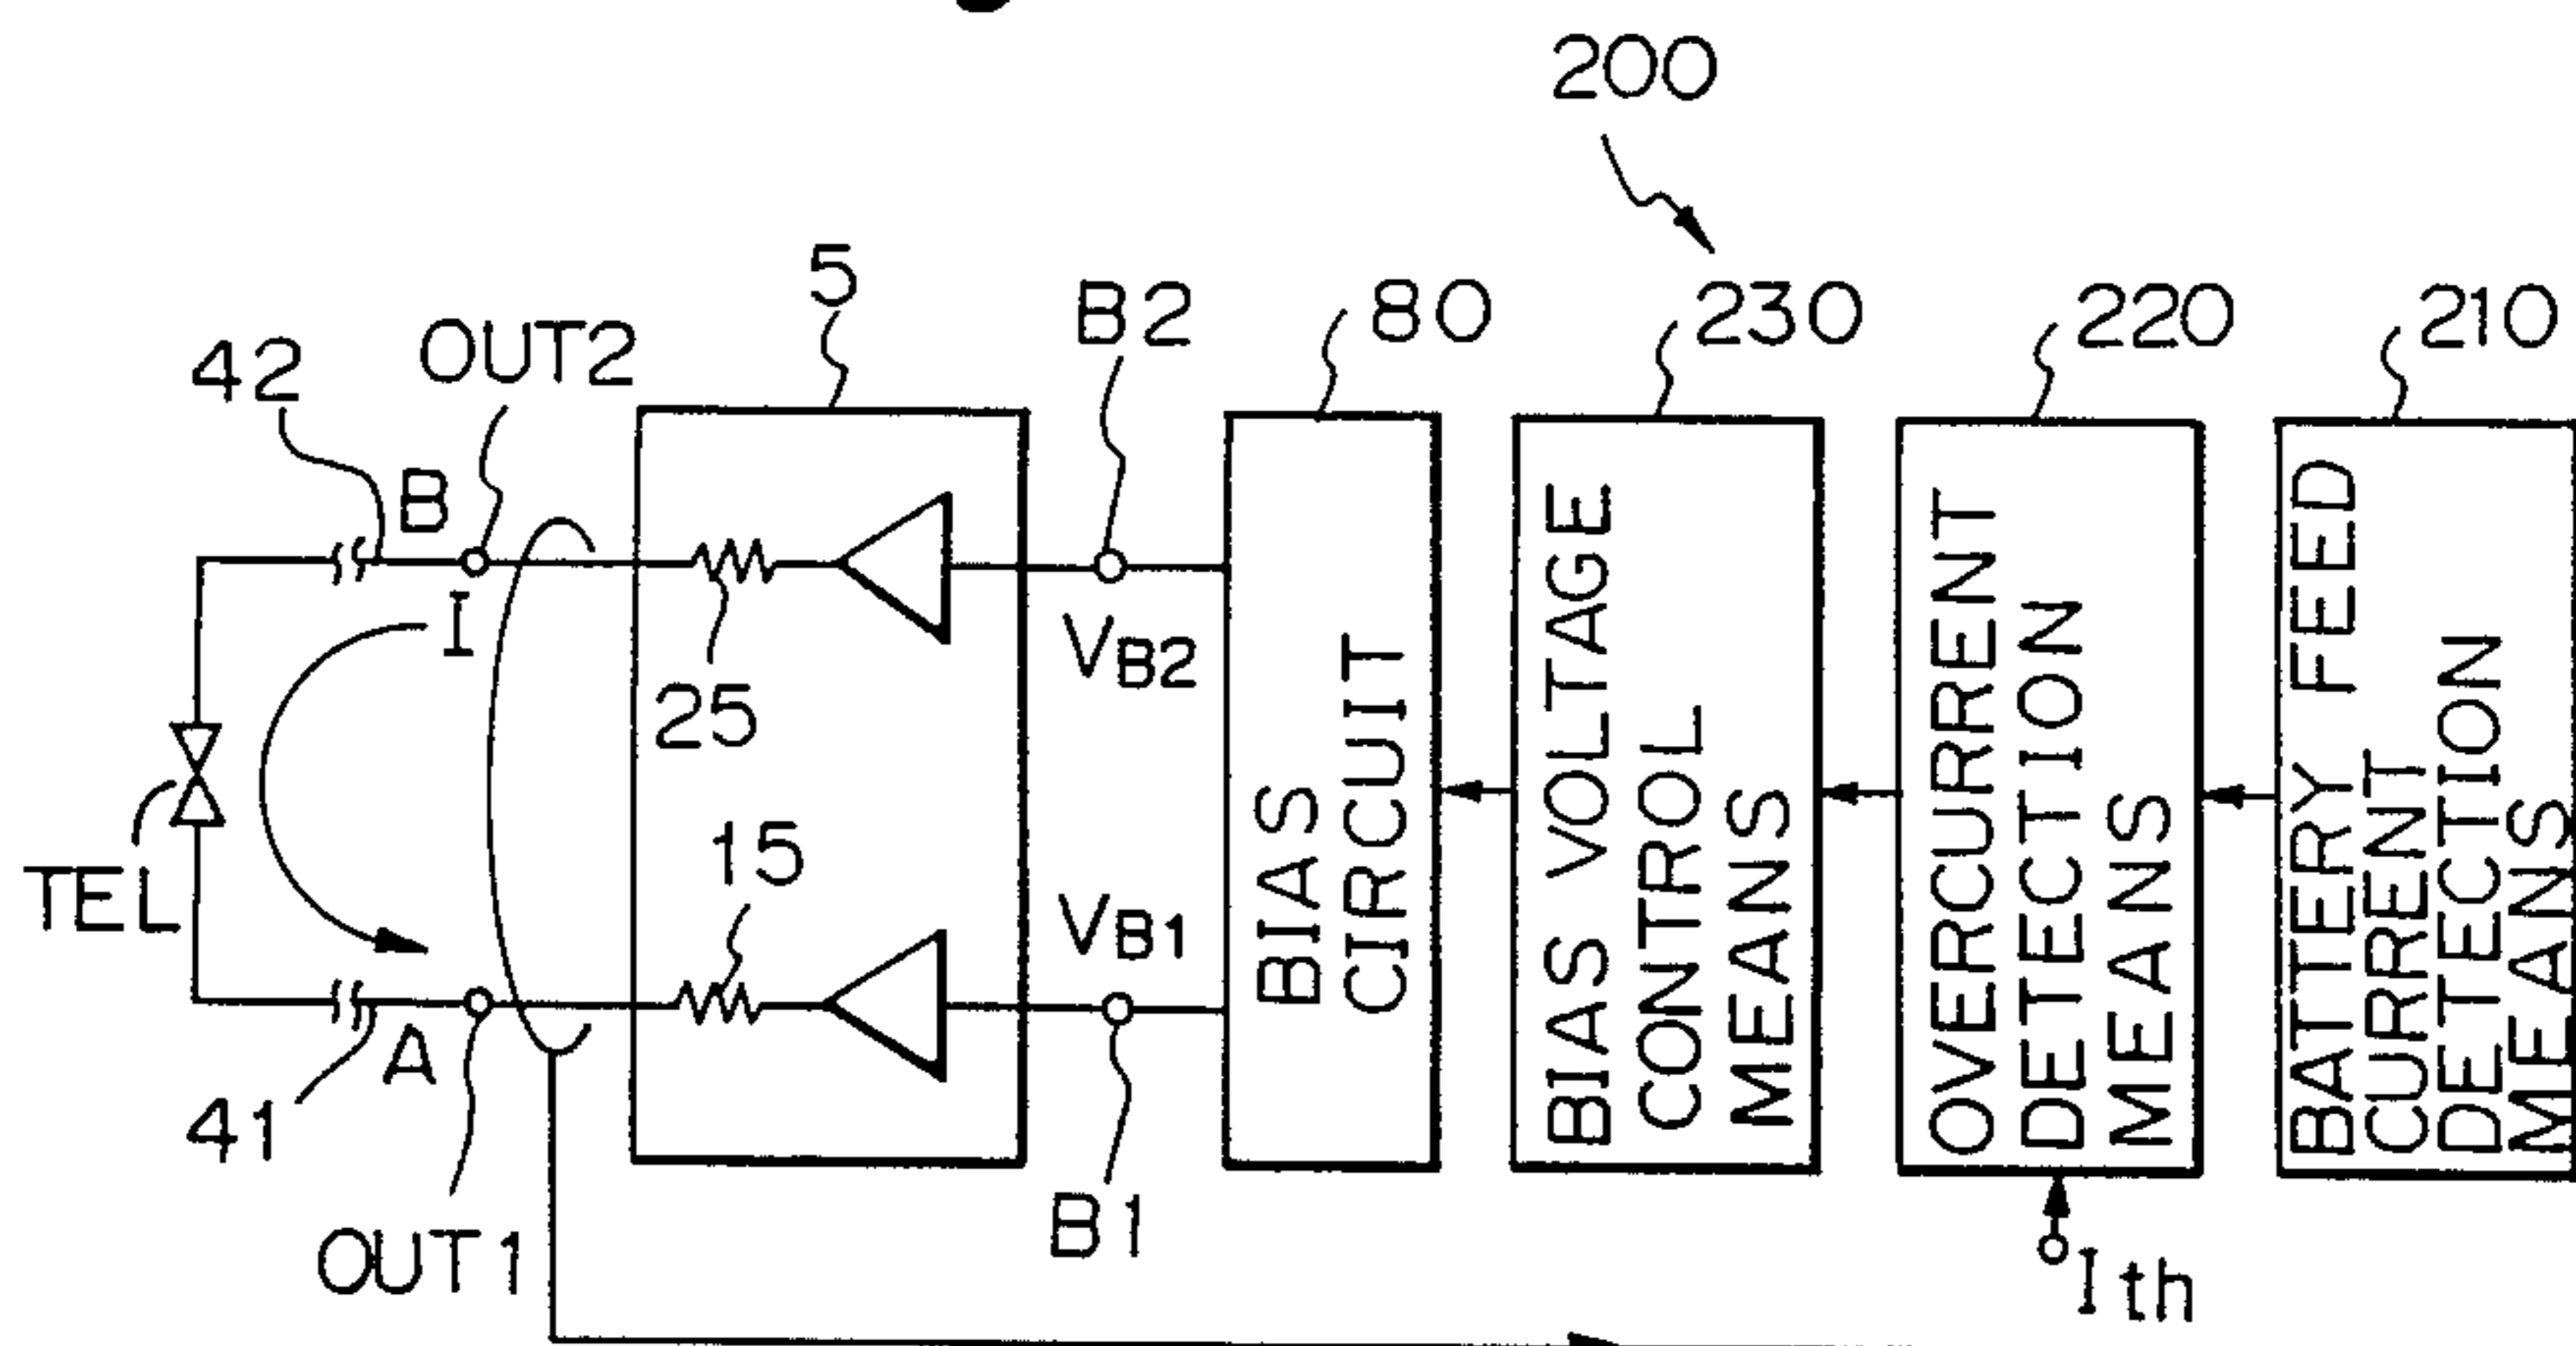 200
5
B2
80
230
220
210
42
OUT2
B
I
25
VB2
TEL
15
VB1
A
41
OUT1
B1
BIAS
CIRCUIT
BIAS VOLTAGE
CONTROL
MEANS
OVERCURRENT
DETECTION
MEANS
BATTERY FEED
CURRENT
DETECTION
MEANS
Ith